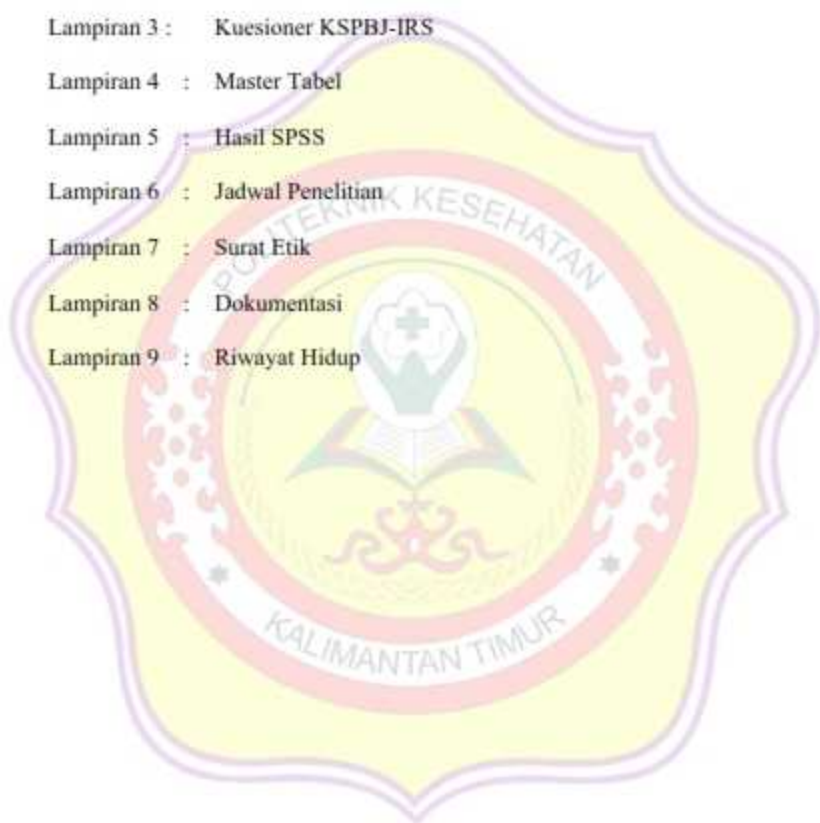 Lampiran 3 : Kuesioner KSPBJ-IRS
Lampiran 4 : Master Tabel
Lampiran 5 : Hasil SPSS
Lampiran 6 : Jadwal Penelitian
Lampiran 7 : Surat Etik
Lampiran 8 : Dokumentasi
Lampiran 9 : Riwayat Hidup
POLITEKNIK KESEHATAN
KALIMANTAN TIMUR